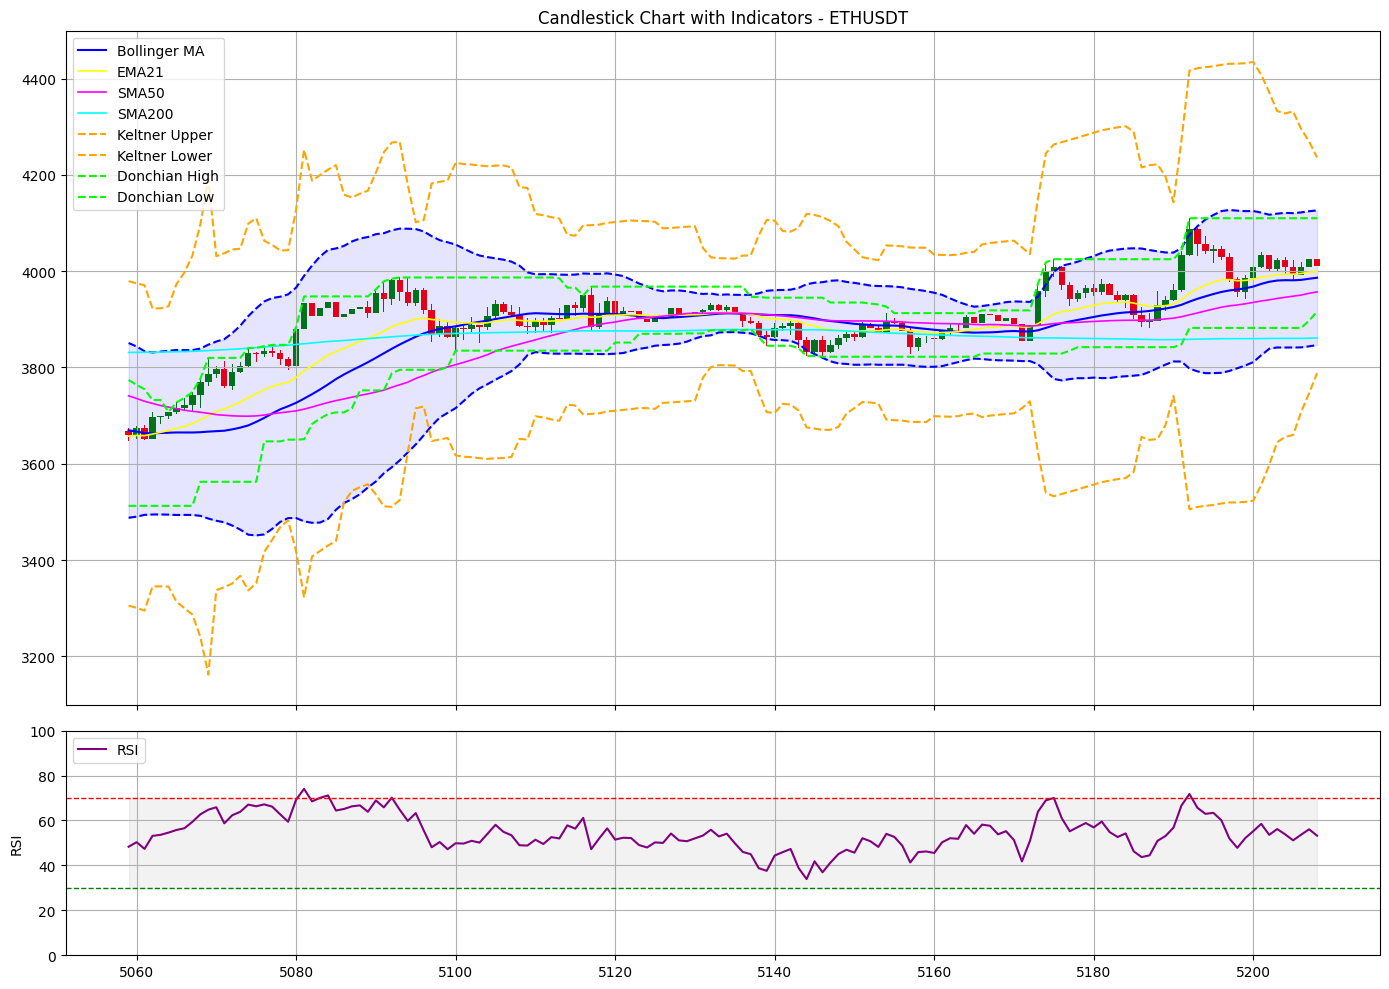 Candlestick Chart with Indicators - ETHUSDT
Bollinger MA
EMA21
SMA50
SMA200
Keltner Upper
Keltner Lower
Donchian High
Donchian Low
4400
4200
4000
3800
3600
3400
3200
RSI
100
80
60
40
20
0
RSI
5060
5080
5100
5120
5140
5160
5180
5200